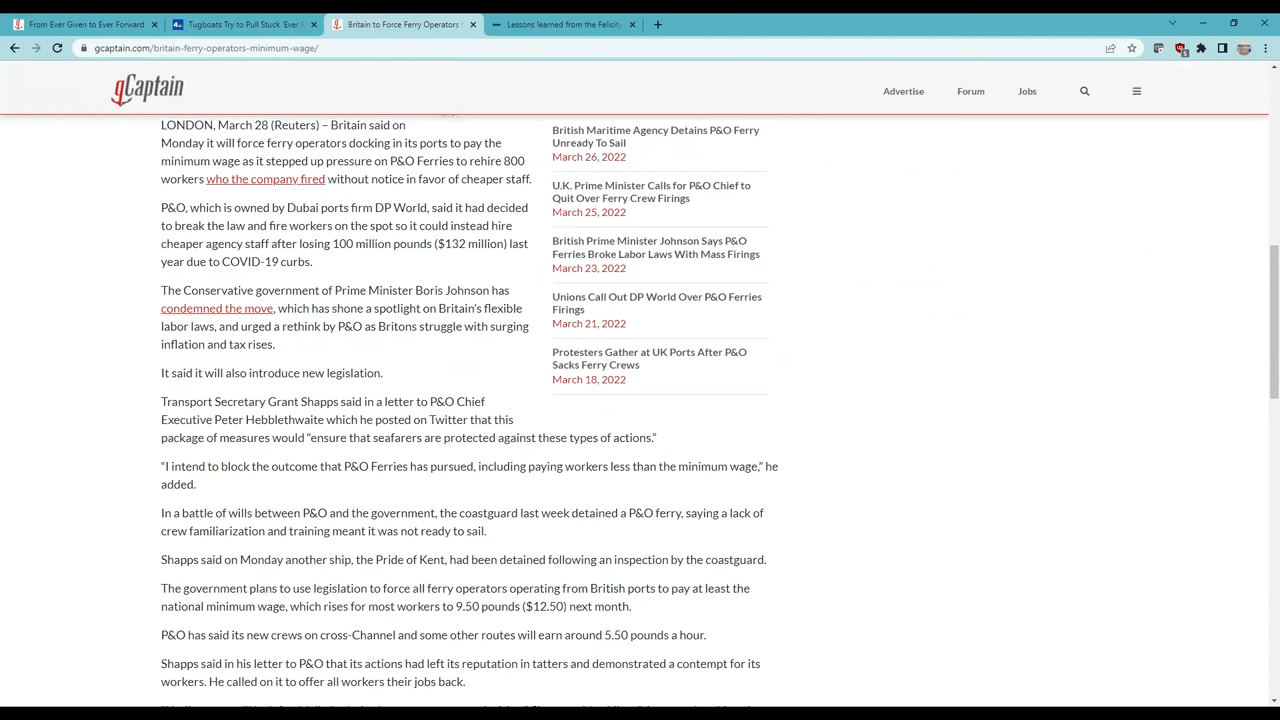 From Ever Given to Ever Forward
Tugboats Try to Pull Stuck 'Ever F
Britain to Force Ferry Operators t
Lessons learned from the Felicity
gcaptain.com/britain-ferry-operators-minimum-wage/
gCaptain
Advertise
Forum
Jobs
LONDON, March 28 (Reuters) – Britain said on
Monday it will force ferry operators docking in its ports to pay the
minimum wage as it stepped up pressure on P&O Ferries to rehire 800
workers who the company fired without notice in favor of cheaper staff.
P&O, which is owned by Dubai ports firm DP World, said it had decided
to break the law and fire workers on the spot so it could instead hire
cheaper agency staff after losing 100 million pounds ($132 million) last
year due to COVID-19 curbs.
The Conservative government of Prime Minister Boris Johnson has
condemned the move, which has shone a spotlight on Britain's flexible
labor laws, and urged a rethink by P&O as Britons struggle with surging
inflation and tax rises.
It said it will also introduce new legislation.
Transport Secretary Grant Shapps said in a letter to P&O Chief
Executive Peter Hebblethwaite which he posted on Twitter that this
package of measures would “ensure that seafarers are protected against these types of actions.”
“I intend to block the outcome that P&O Ferries has pursued, including paying workers less than the minimum wage,” he
added.
In a battle of wills between P&O and the government, the coastguard last week detained a P&O ferry, saying a lack of
crew familiarization and training meant it was not ready to sail.
Shapps said on Monday another ship, the Pride of Kent, had been detained following an inspection by the coastguard.
The government plans to use legislation to force all ferry operators operating from British ports to pay at least the
national minimum wage, which rises for most workers to 9.50 pounds ($12.50) next month.
P&O has said its new crews on cross-Channel and some other routes will earn around 5.50 pounds a hour.
Shapps said in his letter to P&O that its actions had left its reputation in tatters and demonstrated a contempt for its
workers. He called on it to offer all workers their jobs back.
British Maritime Agency Detains P&O Ferry
Unready To Sail
March 26, 2022
U.K. Prime Minister Calls for P&O Chief to
Quit Over Ferry Crew Firings
March 25, 2022
British Prime Minister Johnson Says P&O
Ferries Broke Labor Laws With Mass Firings
March 23, 2022
Unions Call Out DP World Over P&O Ferries
Firings
March 21, 2022
Protesters Gather at UK Ports After P&O
Sacks Ferry Crews
March 18, 2022